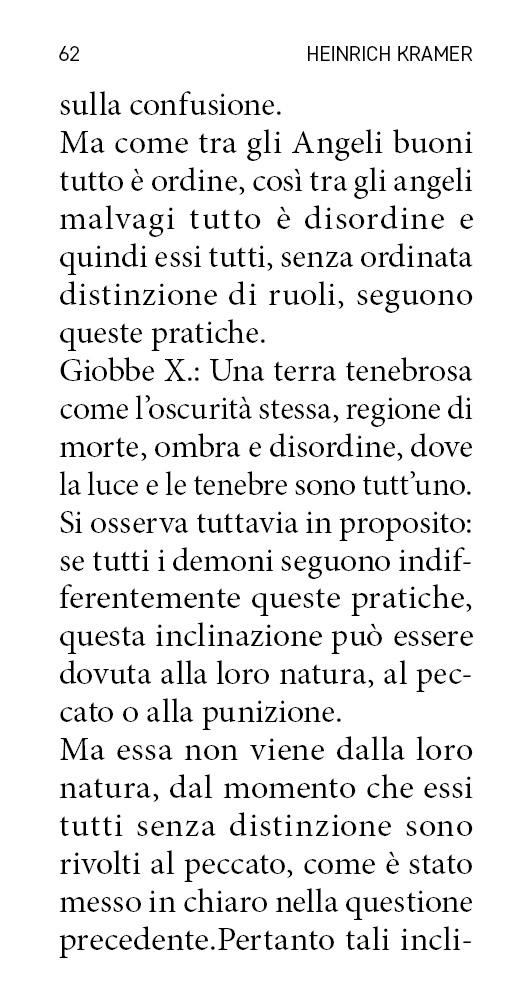 62 HEINRICH KRAMER
sulla confusione.
Ma come tra gli Angeli buoni
tutto è ordine, così tra gli angeli
malvagi tutto è disordine e
quindi essi tutti, senza ordinata
distinzione di ruoli, seguono
queste pratiche.
Giobbe X.: Una terra tenebrosa
come l’oscurità stessa, regione di
morte, ombra e disordine, dove
la luce e le tenebre sono tutt’uno.
Si osserva tuttavia in proposito:
se tutti i demoni seguono indif-
ferentemente queste pratiche,
questa inclinazione può essere
dovuta alla loro natura, al pec-
cato o alla punizione.
Ma essa non viene dalla loro
natura, dal momento che essi
tutti senza distinzione sono
rivolti al peccato, come è stato
messo in chiaro nella questione
precedente.Pertanto tali incli-